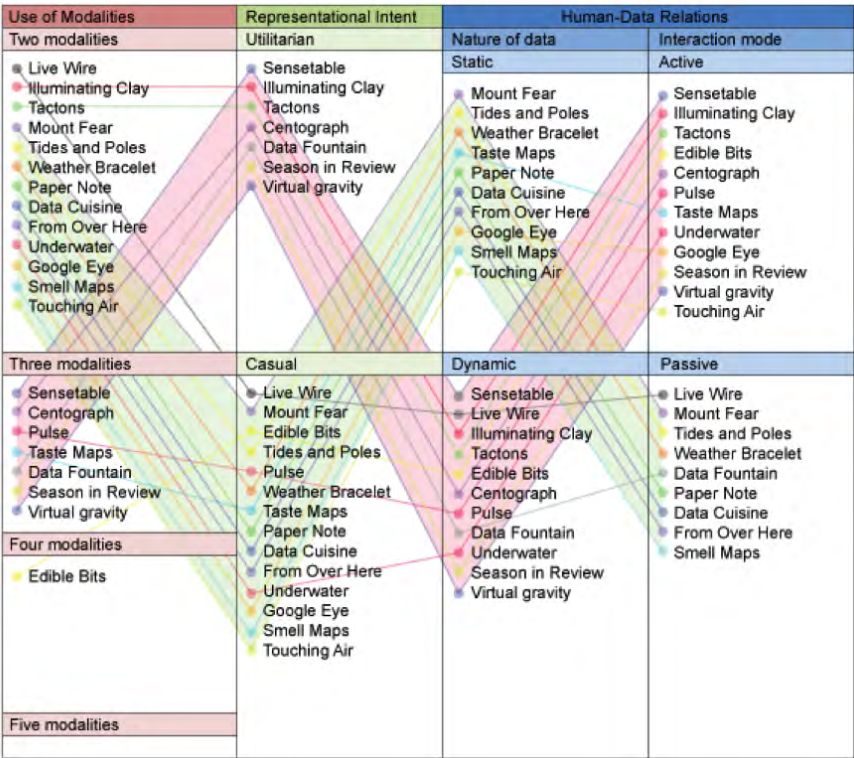 Use of Modalities
Representational Intent
Human-Data Relations
Two modalities
Utilitarian
Nature of data
Interaction mode
Static
Active
Live Wire
Illuminating Clay
Tactons
Mount Fear
Tides and Poles
Weather Bracelet
Paper Note
Data Cuisine
From Over Here
Underwater
Google Eye
Smell Maps
Touching Air
Sensetable
Illuminating Clay
Tactons
Centograph
Data Fountain
Season in Review
Virtual gravity
Mount Fear
Tides and Poles
Weather Bracelet
Taste Maps
Paper Note
Data Cuisine
From Over Here
Google Eye
Smell Maps
Touching Air
Sensetable
Illuminating Clay
Tactons
Edible Bits
Centograph
Pulse
Taste Maps
Underwater
Google Eye
Season in Review
Virtual gravity
Touching Air
Three modalities
Casual
Dynamic
Passive
Sensetable
Centograph
Pulse
Taste Maps
Data Fountain
Season in Review
Virtual gravity
Four modalities
Edible Bits
Five modalities
Live Wire
Mount Fear
Edible Bits
Tides and Poles
Pulse
Weather Bracelet
Taste Maps
Paper Note
Data Cuisine
From Over Here
Underwater
Google Eye
Smell Maps
Touching Air
Sensetable
Live Wire
Illuminating Clay
Tactons
Edible Bits
Centograph
Pulse
Data Fountain
Underwater
Season in Review
Virtual gravity
Live Wire
Mount Fear
Tides and Poles
Weather Bracelet
Data Fountain
Paper Note
Data Cuisine
From Over Here
Smell Maps